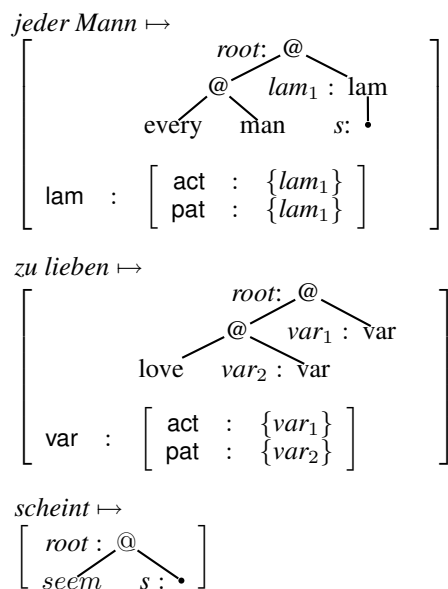 jeder Mann ↦
root: @
@ lam₁ : lam
every man s: •
lam : [ act : {lam₁} ]
[ pat : {lam₁} ]
zu lieben ↦
root: @
@ var₁ : var
love var₂ : var
var : [ act : {var₁} ]
[ pat : {var₂} ]
scheint ↦
root : @
seem s : •